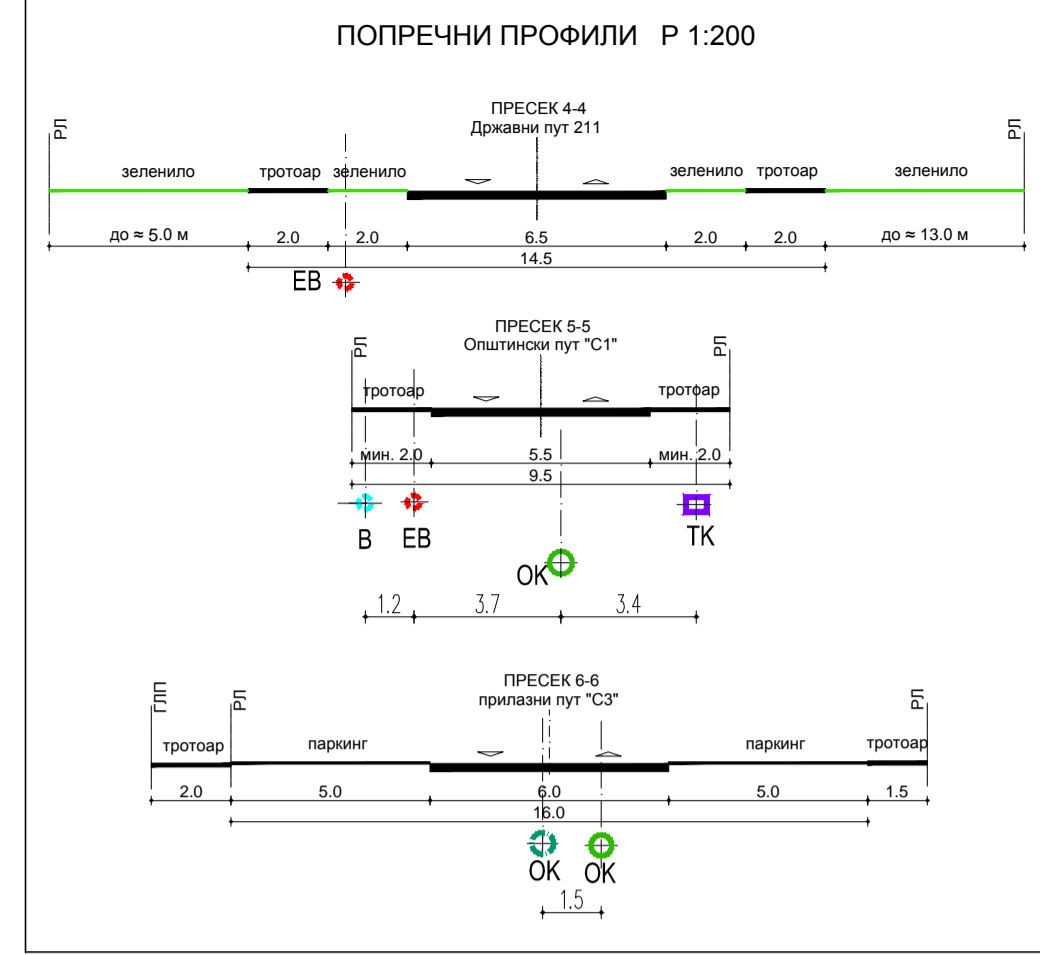 ПОПРЕЧНИ ПРОФИЛИ Р 1:200
ПРЕСЕК 4-4
Државни пут 211
РЛ РЛ
зеленило тротоар зеленило зеленило тротоар зеленило
до ≈ 5.0 м 2.0 2.0 6.5 2.0 2.0 до ≈ 13.0 м
14.5
ЕВ
ПРЕСЕК 5-5
Општински пут "С1"
РЛ РЛ
тротоар тротоар
мин. 2.0 5.5 мин. 2.0
9.5
В ЕВ ТК
ОК
1.2 3.7 3.4
ПРЕСЕК 6-6
прилазни пут "С3"
ГЛП РЛ РЛ
тротоар паркинг паркинг тротоар
2.0 5.0 6.0 5.0 1.5
16.0
ОК ОК
1.5